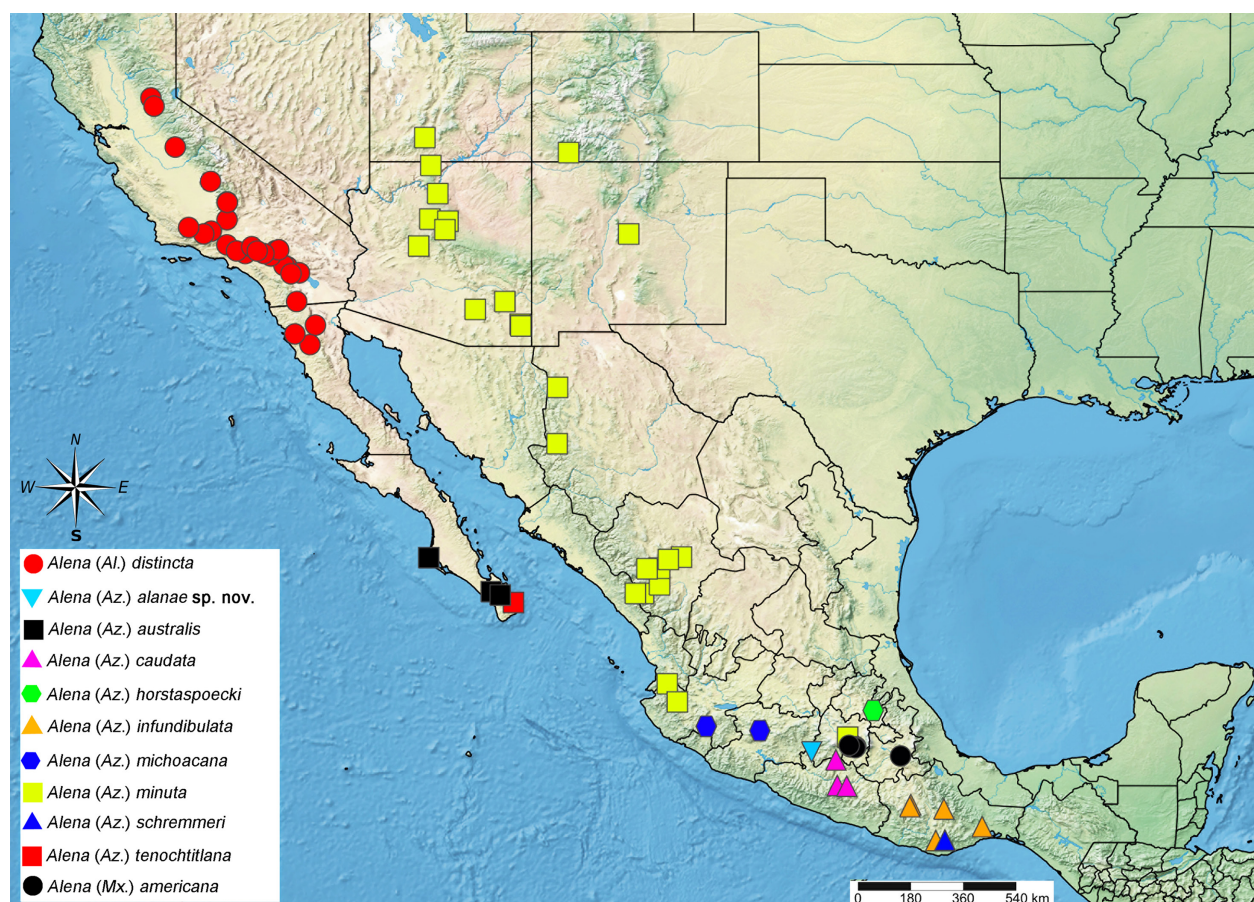 N
W
E
S
Alena (Al.) distincta
Alena (Az.) alanae sp. nov.
Alena (Az.) australis
Alena (Az.) caudata
Alena (Az.) horstaspoecki
Alena (Az.) infundibulata
Alena (Az.) michoacana
Alena (Az.) minuta
Alena (Az.) schremmeri
Alena (Az.) tenochtitlana
Alena (Mx.) americana
0 180 360 540 km